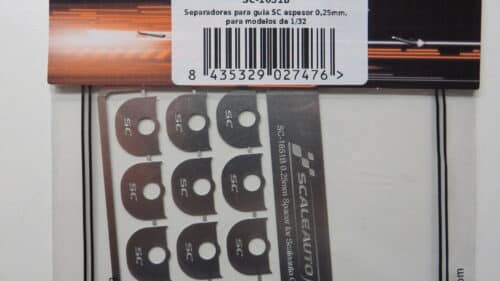 SC-1651B
Separadores para guía SC espesor 0,25mm.
para modelos de 1/32
8 435329 027476 >
SC SC SC
SC SC SC
SC SC SC
SCALEAUTO
SC-1651B 0.25mm Spacer for Scaleauto
com